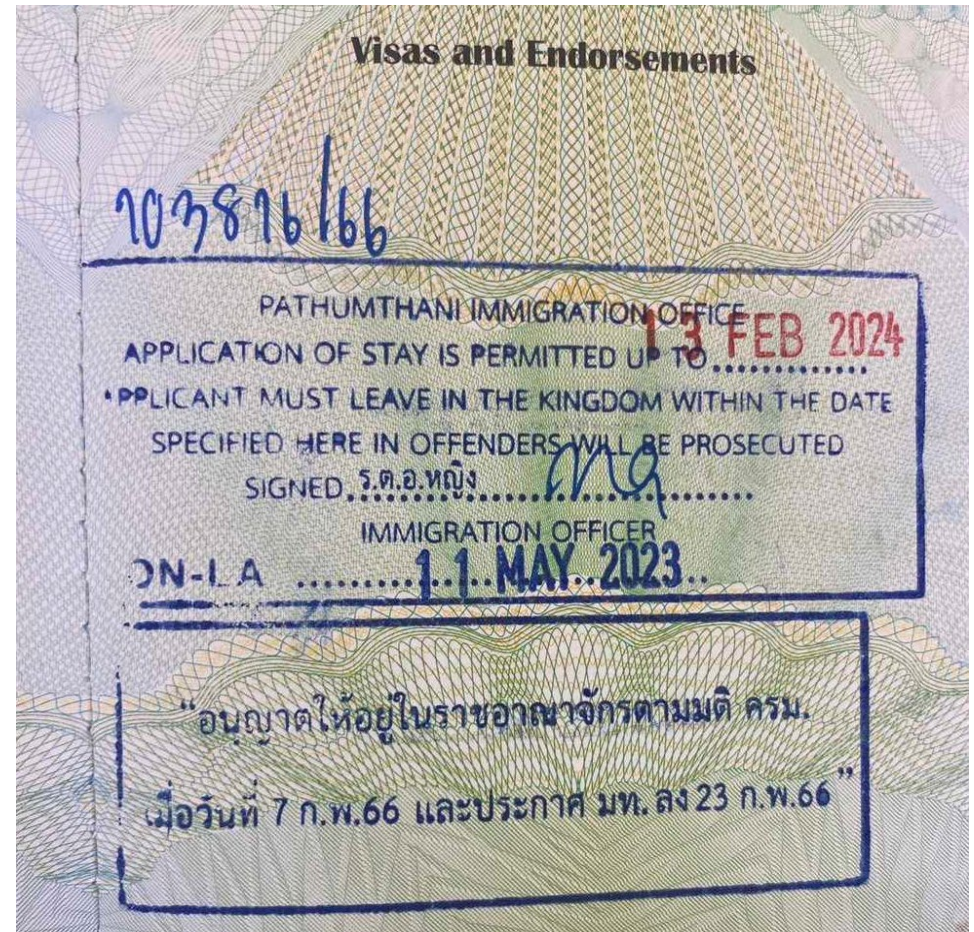 Visas and Endorsements
103816/66
PATHUMTHANI IMMIGRATION OFFICE
APPLICATION OF STAY IS PERMITTED UP TO..............13 FEB 2024
APPLICANT MUST LEAVE IN THE KINGDOM WITHIN THE DATE
SPECIFIED HERE IN OFFENDERS WILL BE PROSECUTED
SIGNED ร.ต.อ.หญิง
IMMIGRATION OFFICER
ON-LA ..........11 MAY 2023..
"อนุญาตให้อยู่ในราชอาณาจักรตามมติ ครม.
เมื่อวันที่ 7 ก.พ.66 และประกาศ มท. ลง 23 ก.พ.66"